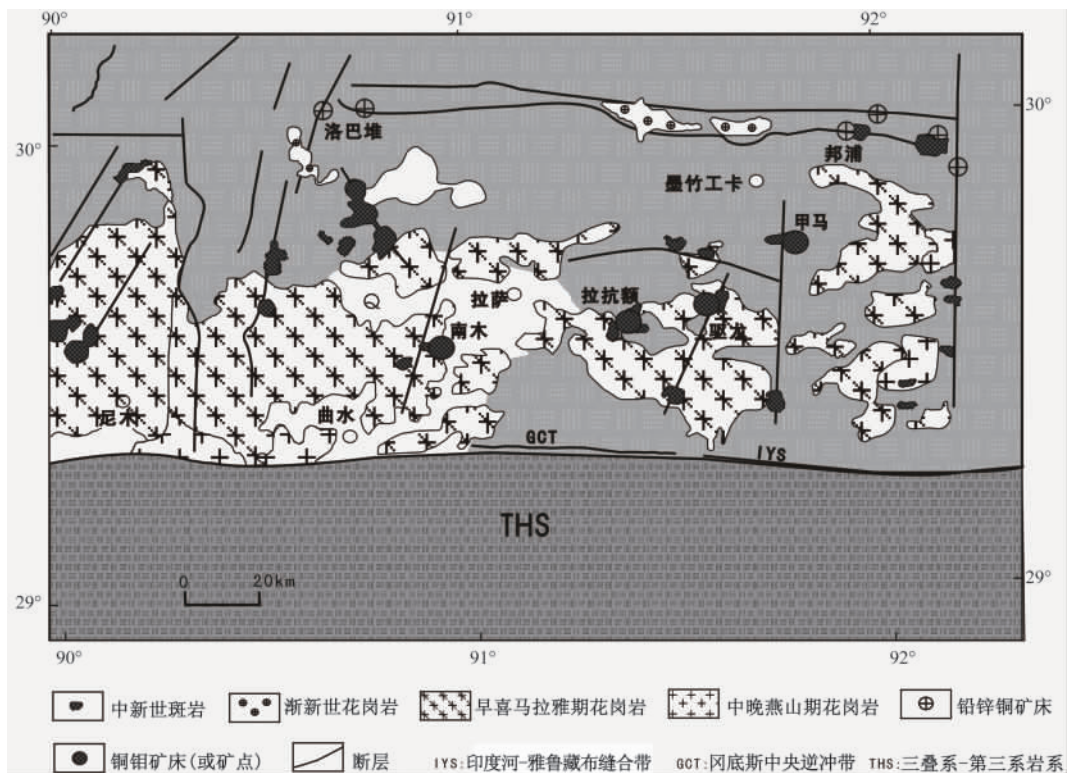 90° 91° 92°
30°
洛巴堆
30°
邦浦
墨竹工卡
甲马
拉萨
拉抗额
南木
驱龙
尼木
曲水
GCT
IYS
THS
0 20km
29°
29°
90° 91° 92°
中新世斑岩 渐新世花岗岩 早喜马拉雅期花岗岩 中晚燕山期花岗岩 铅锌铜矿床
铜钼矿床(或矿点) 断层 IYS:印度河-雅鲁藏布缝合带 GCT:冈底斯中央逆冲带 THS:三叠系-第三系岩系